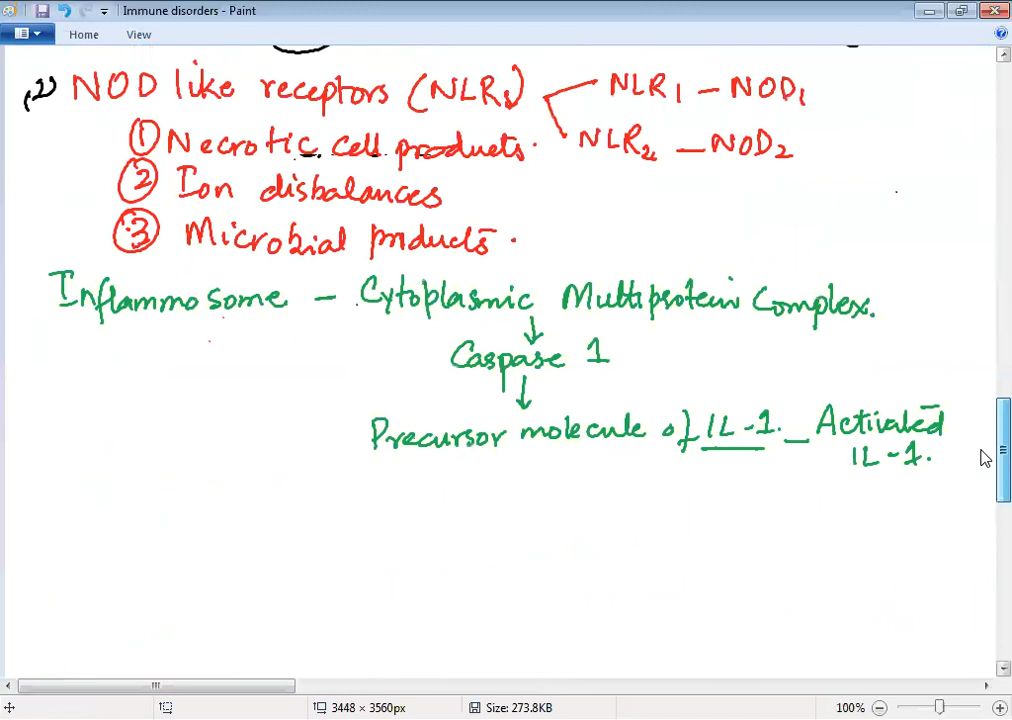 Immune disorders - Paint
Home View
2) NOD like receptors (NLRs) NLR1 - NOD1
① Necrotic cell products. NLR2 - NOD2
② Ion disbalances
③ Microbial products.
Inflammosome - Cytoplasmic Multiprotein Complex.
↓
Caspase 1
↓
Precursor molecule of IL-1. - Activated
IL-1.
3448 × 3560px Size: 273.8KB 100%